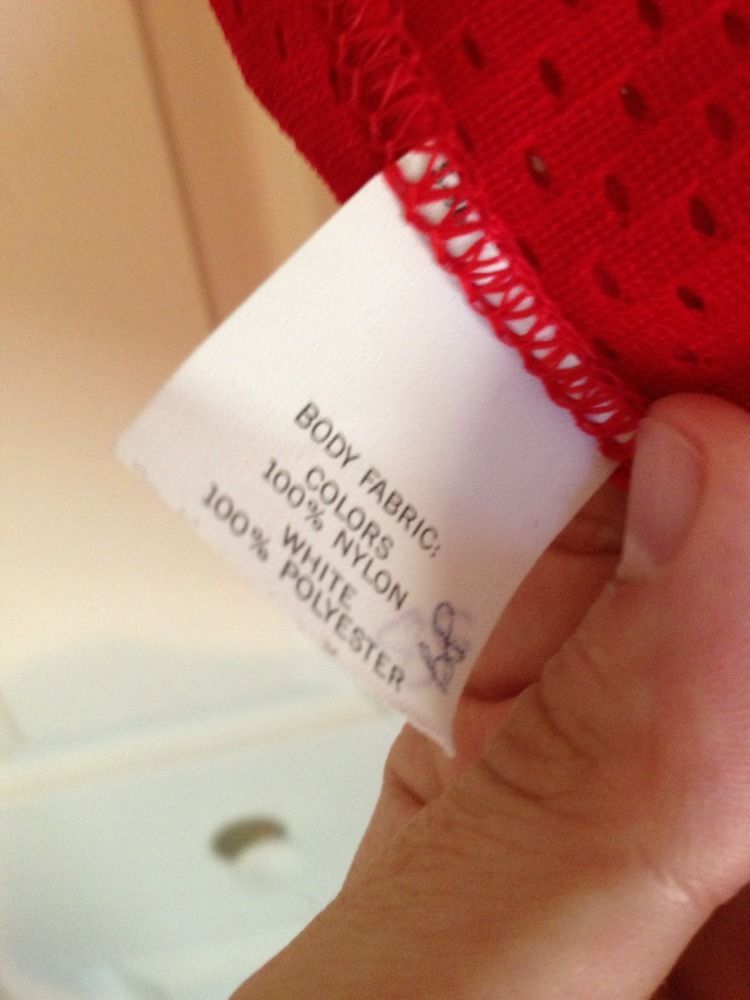 BODY FABRIC:
COLORS
100% NYLON
WHITE
100% POLYESTER